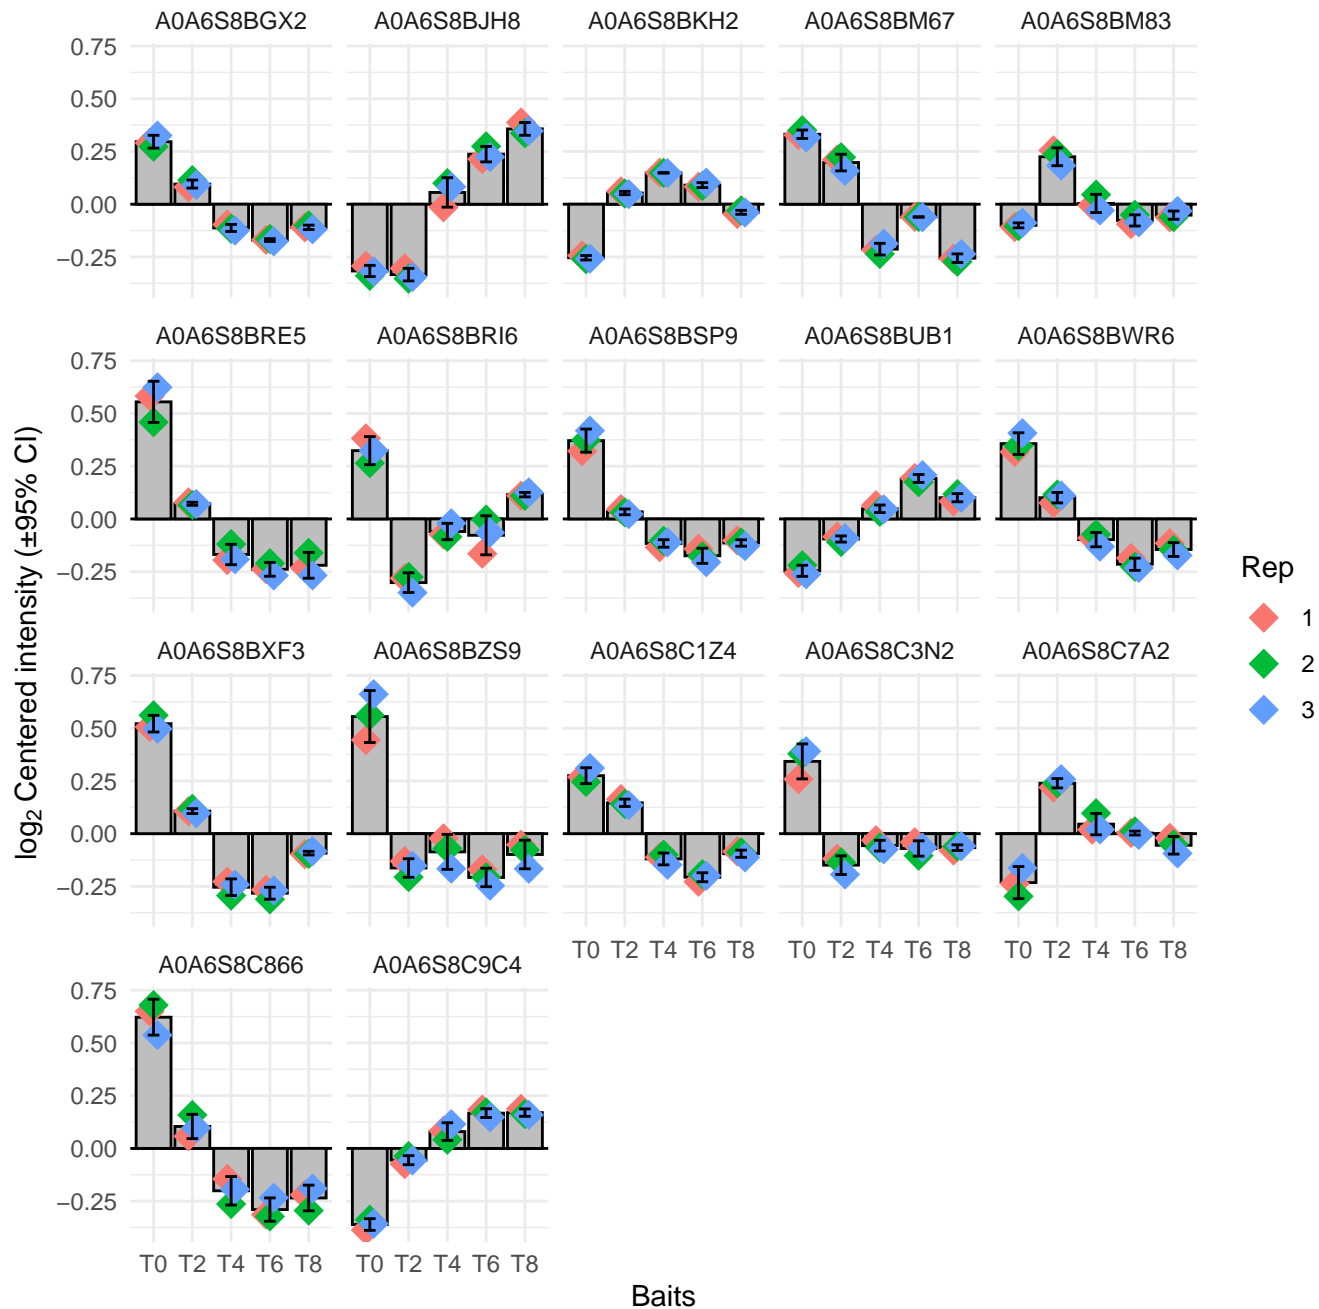 A0A6S8BGX2 A0A6S8BJH8 A0A6S8BKH2 A0A6S8BM67 A0A6S8BM83
0.75
0.50
0.25
0.00
−0.25
A0A6S8BRE5 A0A6S8BRI6 A0A6S8BSP9 A0A6S8BUB1 A0A6S8BWR6
0.75
0.50
0.25
0.00
−0.25
A0A6S8BXF3 A0A6S8BZS9 A0A6S8C1Z4 A0A6S8C3N2 A0A6S8C7A2
0.75
0.50
0.25
0.00
−0.25
T0 T2 T4 T6 T8 T0 T2 T4 T6 T8 T0 T2 T4 T6 T8
A0A6S8C866 A0A6S8C9C4
0.75
0.50
0.25
0.00
−0.25
T0 T2 T4 T6 T8 T0 T2 T4 T6 T8
Baits
log2 Centered intensity (±95% CI)
Rep
1
2
3